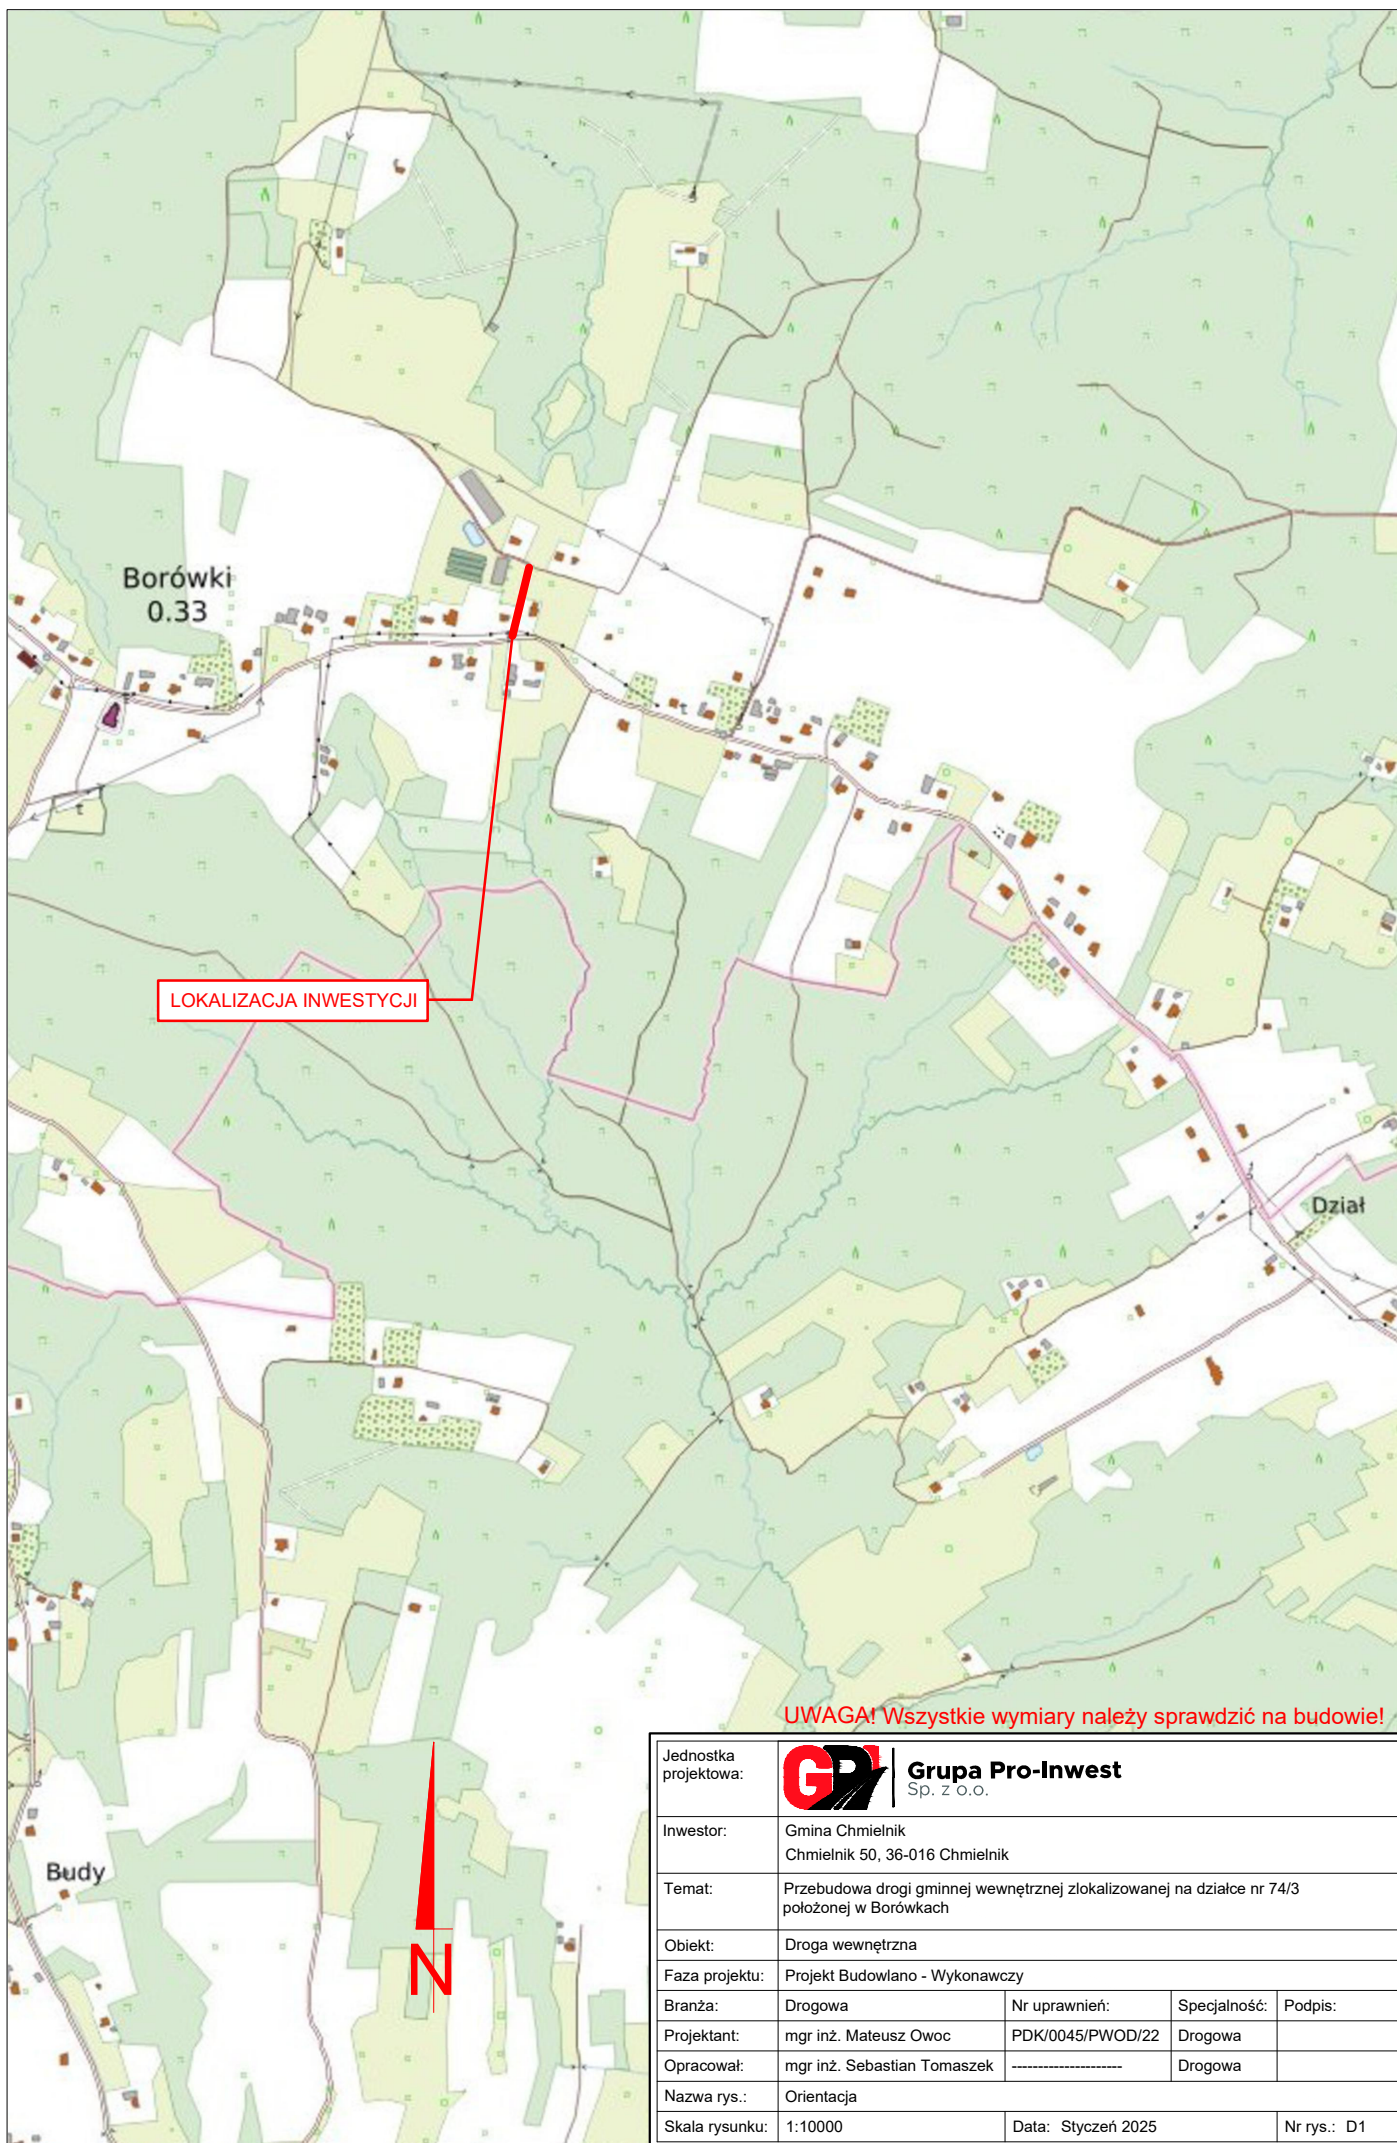 Borówki
0.33
LOKALIZACJA INWESTYCJI
Dział
Budy
N
UWAGA! Wszystkie wymiary należy sprawdzić na budowie!
Jednostka
projektowa:
GPI
Grupa Pro-Inwest
Sp. z o.o.
Inwestor:
Gmina Chmielnik
Chmielnik 50, 36-016 Chmielnik
Temat:
Przebudowa drogi gminnej wewnętrznej zlokalizowanej na działce nr 74/3
położonej w Borówkach
Obiekt: Droga wewnętrzna
Faza projektu: Projekt Budowlano - Wykonawczy
Branża: Drogowa Nr uprawnień: Specjalność: Podpis:
Projektant: mgr inż. Mateusz Owoc PDK/0045/PWOD/22 Drogowa
Opracował: mgr inż. Sebastian Tomaszek --------------------- Drogowa
Nazwa rys.: Orientacja
Skala rysunku: 1:10000 Data: Styczeń 2025 Nr rys.: D1